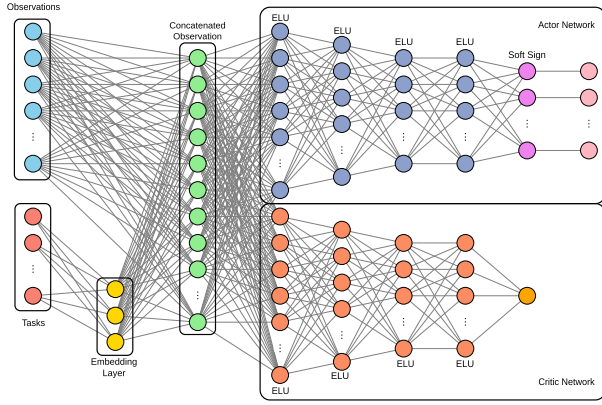 Observations
Concatenated
Observation
ELU
ELU
ELU
ELU
Soft Sign
Actor Network
Tasks
Embedding
Layer
ELU
ELU
ELU
ELU
Critic Network